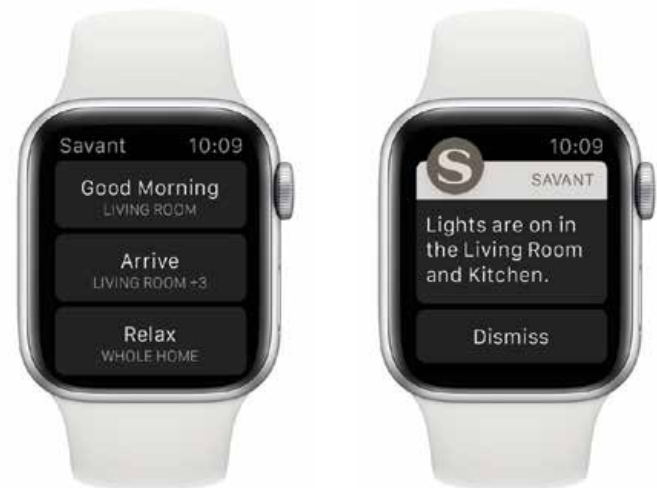 Savant 10:09
Good Morning
LIVING ROOM
Arrive
LIVING ROOM +3
Relax
WHOLE HOME
10:09
S
SAVANT
Lights are on in
the Living Room
and Kitchen.
Dismiss